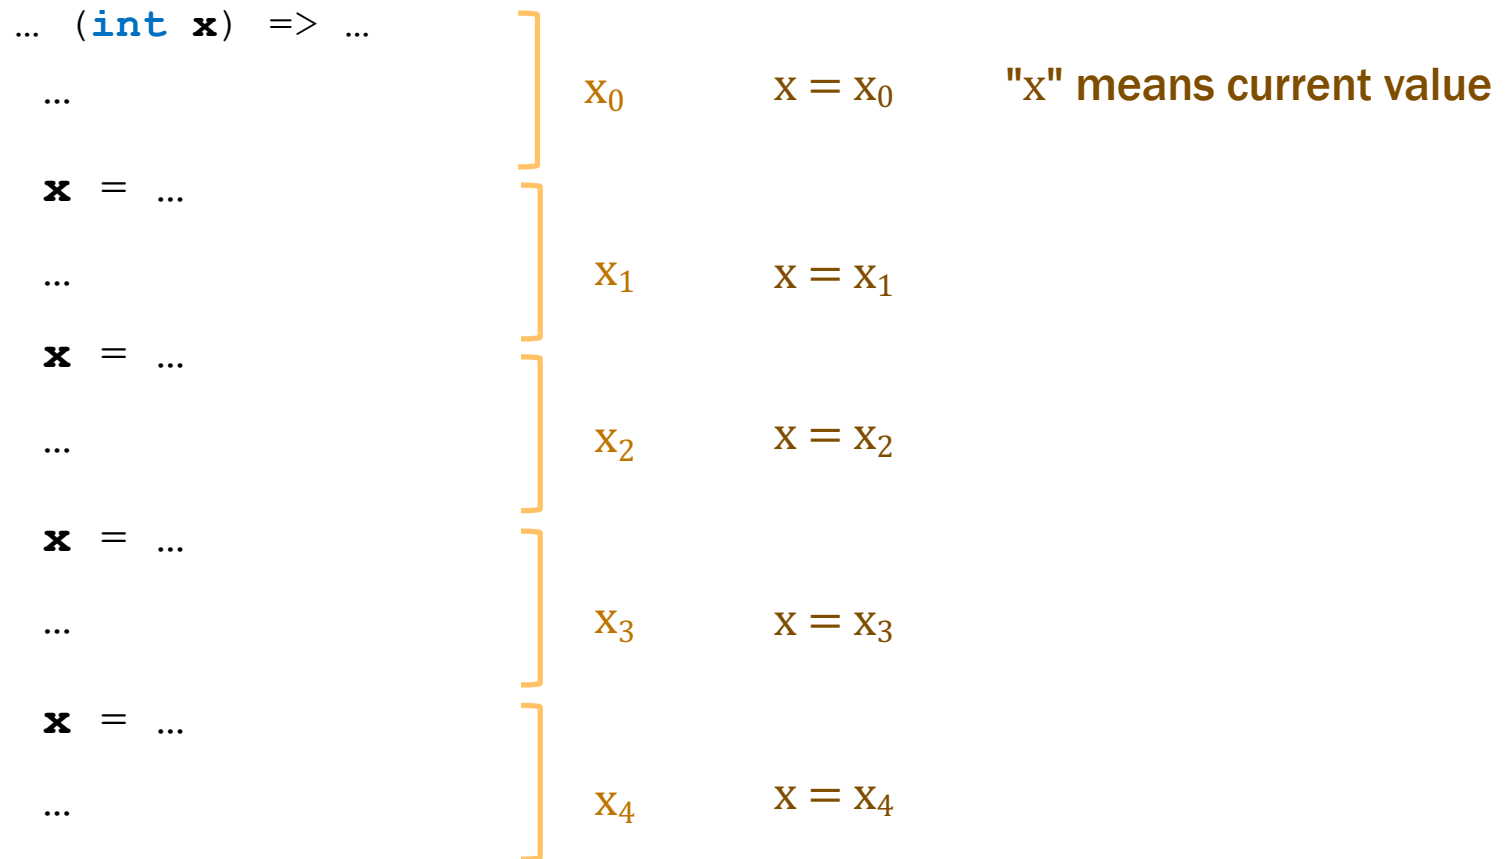 … (int x) => …
… x₀ x = x₀ "x" means current value
x = …
… x₁ x = x₁
x = …
… x₂ x = x₂
x = …
… x₃ x = x₃
x = …
… x₄ x = x₄